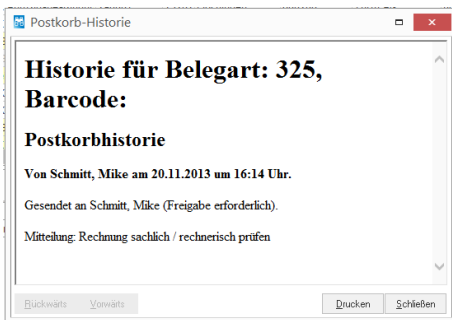 Postkorb-Historie
Historie für Belegart: 325,
Barcode:
Postkorbhistorie
Von Schmitt, Mike am 20.11.2013 um 16:14 Uhr.
Gesendet an Schmitt, Mike (Freigabe erforderlich).
Mitteilung: Rechnung sachlich / rechnerisch prüfen
Rückwärts Vorwärts Drucken Schließen